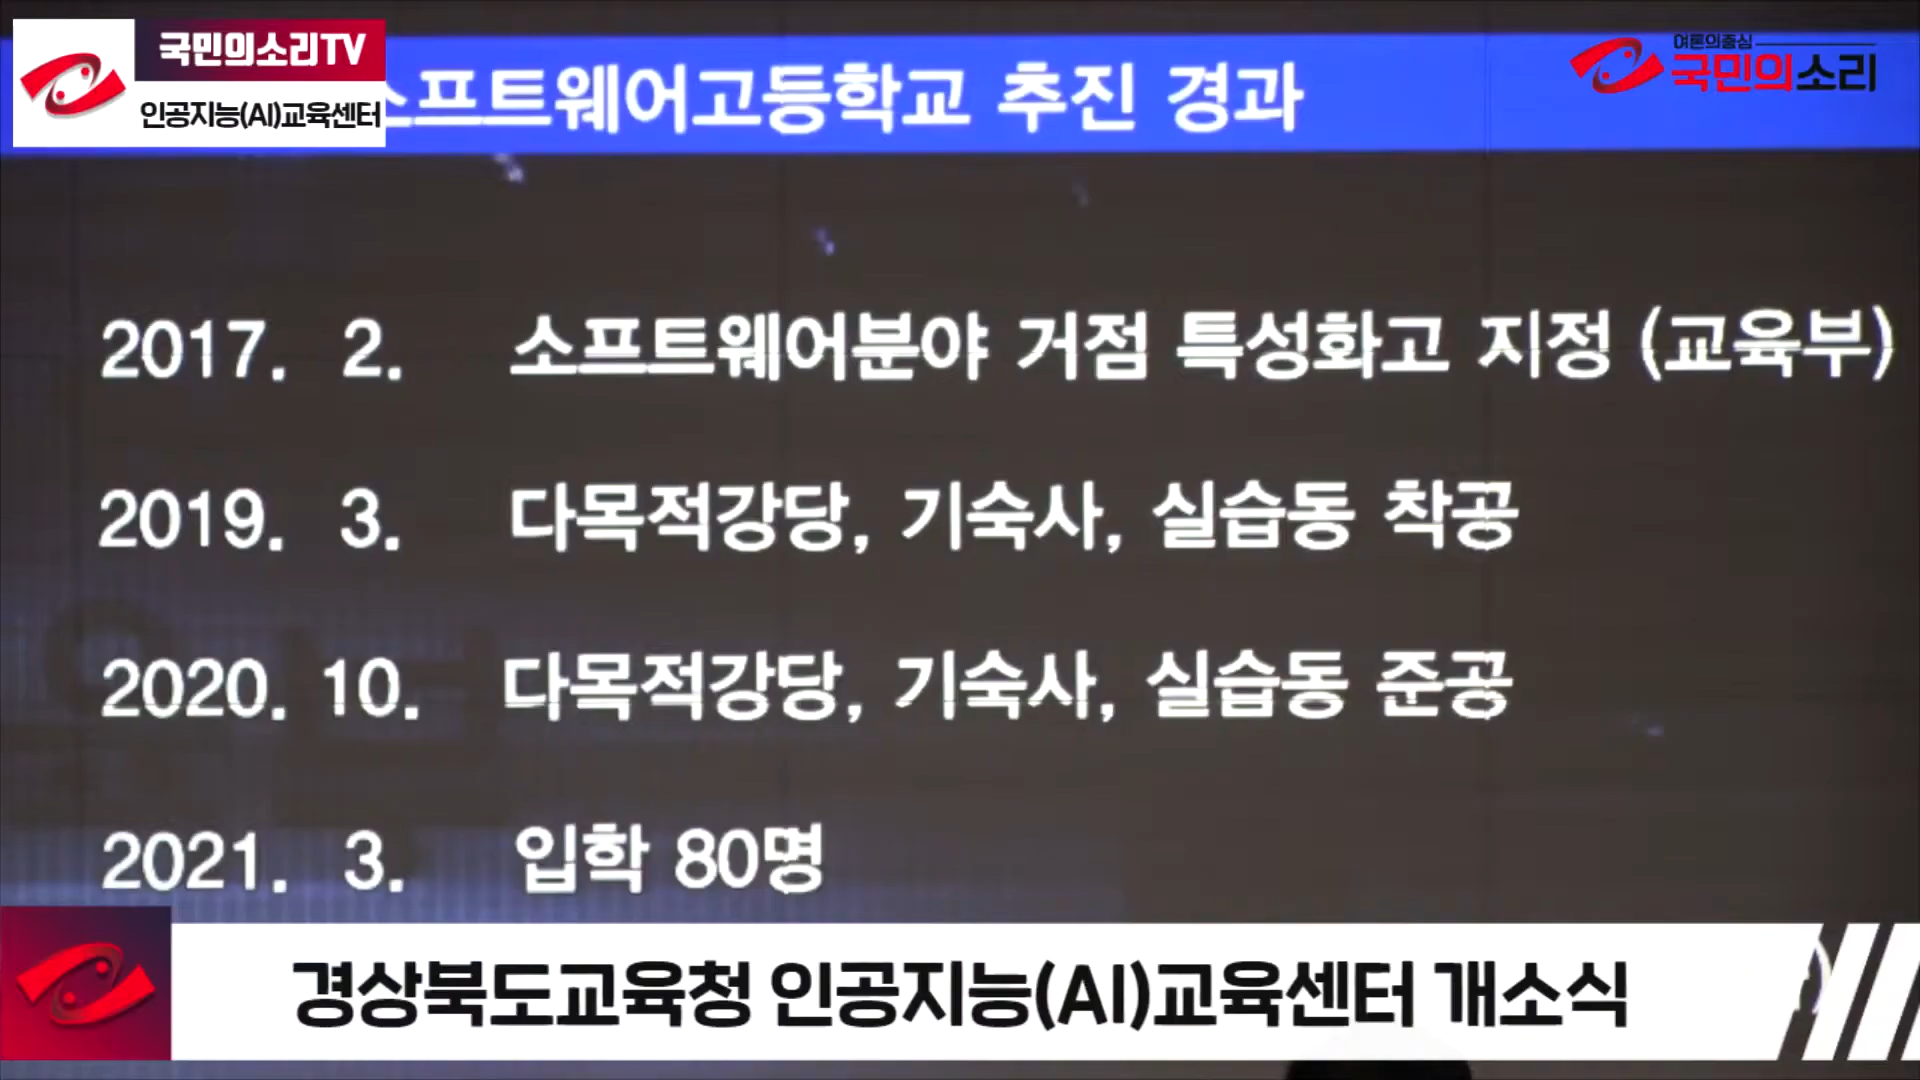 국민의소리TV
인공지능(AI)교육센터
여론의중심
국민의소리
소프트웨어고등학교 추진 경과
2017. 2. 소프트웨어분야 거점 특성화고 지정 (교육부)
2019. 3. 다목적강당, 기숙사, 실습동 착공
2020. 10. 다목적강당, 기숙사, 실습동 준공
2021. 3. 입학 80명
경상북도교육청 인공지능(AI)교육센터 개소식